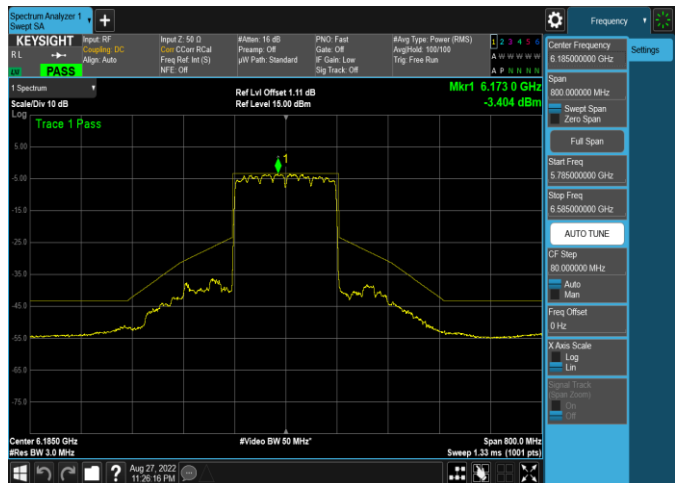 Spectrum Analyzer 1
Swept SA
Frequency
KEYSIGHT
R L
LW
PASS
Input: RF
Coupling: DC
Align: Auto
Input Z: 50 Ω
Corr CCorr RCal
Freq Ref: Int (S)
NFE: Off
#Atten: 16 dB
Preamp: Off
µW Path: Standard
PNO: Fast
Gate: Off
IF Gain: Low
Sig Track: Off
#Avg Type: Power (RMS)
Avg|Hold: 100/100
Trig: Free Run
1 2 3 4 5 6
A W W W W W
A P N N N N
1 Spectrum
Scale/Div 10 dB
Log
Ref Lvl Offset 1.11 dB
Ref Level 15.00 dBm
Mkr1 6.173 0 GHz
-3.404 dBm
Trace 1 Pass
1
5.00
-5.00
-15.0
-25.0
-35.0
-45.0
-55.0
-65.0
-75.0
Center 6.1850 GHz
#Res BW 3.0 MHz
#Video BW 50 MHz*
Span 800.0 MHz
Sweep 1.33 ms (1001 pts)
Aug 27, 2022
11:26:16 PM
Center Frequency
6.185000000 GHz
Settings
Span
800.000000 MHz
Swept Span
Zero Span
Full Span
Start Freq
5.785000000 GHz
Stop Freq
6.585000000 GHz
AUTO TUNE
CF Step
80.000000 MHz
Auto
Man
Freq Offset
0 Hz
X Axis Scale
Log
Lin
Signal Track
(Span Zoom)
On
Off